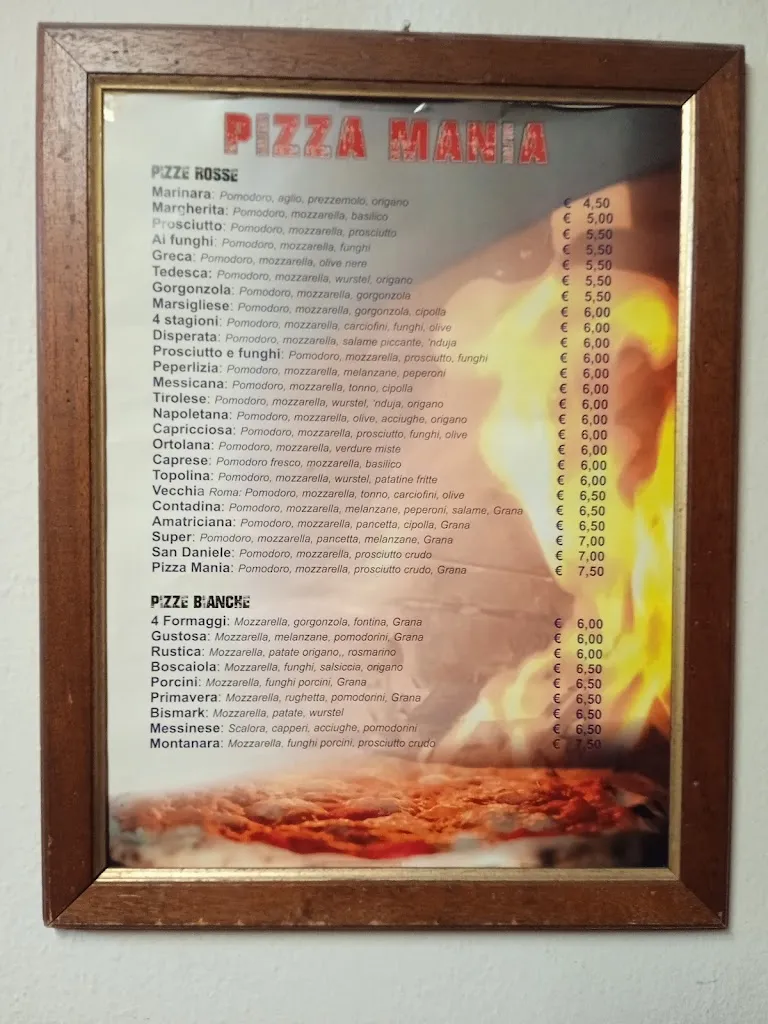 PIZZA MANIA
PIZZE ROSSE
Marinara: Pomodoro, aglio, prezzemolo, origano € 4,50
Margherita: Pomodoro, mozzarella, basilico € 5,00
Prosciutto: Pomodoro, mozzarella, prosciutto € 5,50
Ai funghi: Pomodoro, mozzarella, funghi € 5,50
Greca: Pomodoro, mozzarella, olive nere € 5,50
Tedesca: Pomodoro, mozzarella, wurstel, origano € 5,50
Gorgonzola: Pomodoro, mozzarella, gorgonzola € 5,50
Marsigliese: Pomodoro, mozzarella, gorgonzola, cipolla € 6,00
4 stagioni: Pomodoro, mozzarella, carciofini, funghi, olive € 6,00
Disperata: Pomodoro, mozzarella, salame piccante, 'nduja € 6,00
Prosciutto e funghi: Pomodoro, mozzarella, prosciutto, funghi € 6,00
Peperlizia: Pomodoro, mozzarella, melanzane, peperoni € 6,00
Messicana: Pomodoro, mozzarella, tonno, cipolla € 6,00
Tirolese: Pomodoro, mozzarella, wurstel, 'nduja, origano € 6,00
Napoletana: Pomodoro, mozzarella, olive, acciughe, origano € 6,00
Capricciosa: Pomodoro, mozzarella, prosciutto, funghi, olive € 6,00
Ortolana: Pomodoro, mozzarella, verdure miste € 6,00
Caprese: Pomodoro fresco, mozzarella, basilico € 6,00
Topolina: Pomodoro, mozzarella, wurstel, patatine fritte € 6,00
Vecchia Roma: Pomodoro, mozzarella, tonno, carciofini, olive € 6,50
Contadina: Pomodoro, mozzarella, melanzane, peperoni, salame, Grana € 6,50
Amatriciana: Pomodoro, mozzarella, pancetta, cipolla, Grana € 6,50
Super: Pomodoro, mozzarella, pancetta, melanzane, Grana € 7,00
San Daniele: Pomodoro, mozzarella, prosciutto crudo € 7,00
Pizza Mania: Pomodoro, mozzarella, prosciutto crudo, Grana € 7,50
PIZZE BIANCHE
4 Formaggi: Mozzarella, gorgonzola, fontina, Grana € 6,00
Gustosa: Mozzarella, melanzane, pomodorini, Grana € 6,00
Rustica: Mozzarella, patate origano,, rosmarino € 6,00
Boscaiola: Mozzarella, funghi, salsiccia, origano € 6,50
Porcini: Mozzarella, funghi porcini, Grana € 6,50
Primavera: Mozzarella, rughetta, pomodorini, Grana € 6,50
Bismark: Mozzarella, patate, wurstel € 6,50
Messinese: Scalora, capperi, acciughe, pomodorini € 6,50
Montanara: Mozzarella, funghi porcini, prosciutto crudo € 7,50